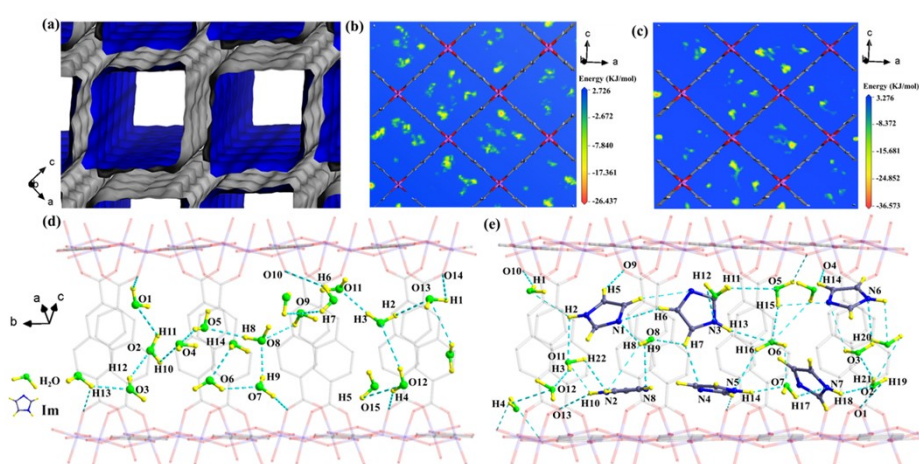 (a)
c
a
(b)
c
a
Energy (KJ/mol)
2.726
-2.672
-7.840
-17.361
-26.437
(c)
c
a
Energy (KJ/mol)
3.276
-8.372
-15.681
-24.852
-36.573
(d)
a
c
b
H₂O
Im
O1
H11
O2
H10
O4
O5
H14
H8
O8
O9
H7
O10
H6
O11
H3
H2
O13
O14
H1
H12
H13
O3
O6
O7
H9
H5
O15
O12
H4
(e)
O10
H1
H2
H5
O9
N1
H6
H12
H11
N3
H13
O5
H15
O4
H14
N6
O11
H3
H22
H8
O8
H9
H7
H16
O6
O3
H20
O12
H4
O13
H10
N2
N8
N4
N5
H14
O7
H17
N7
H18
H21
O2
O1
H19